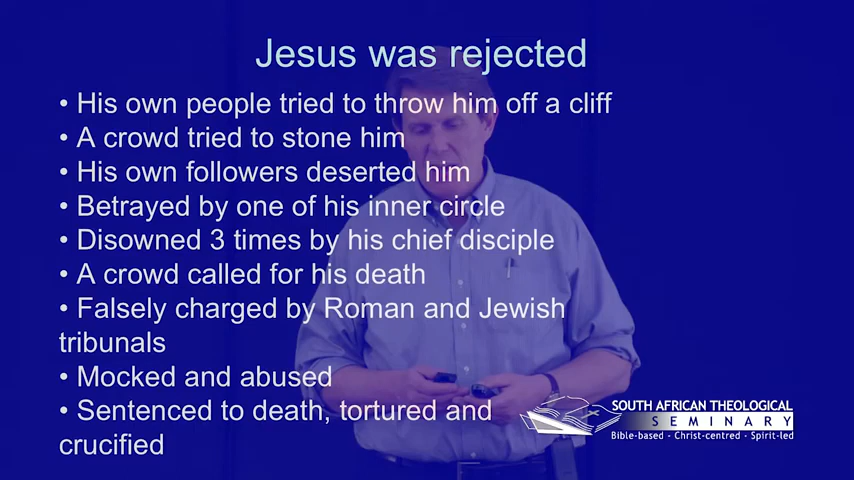 Jesus was rejected
• His own people tried to throw him off a cliff
• A crowd tried to stone him
• His own followers deserted him
• Betrayed by one of his inner circle
• Disowned 3 times by his chief disciple
• A crowd called for his death
• Falsely charged by Roman and Jewish
tribunals
• Mocked and abused
• Sentenced to death, tortured and
crucified
SOUTH AFRICAN THEOLOGICAL
SEMINARY
Bible-based - Christ-centred - Spirit-led